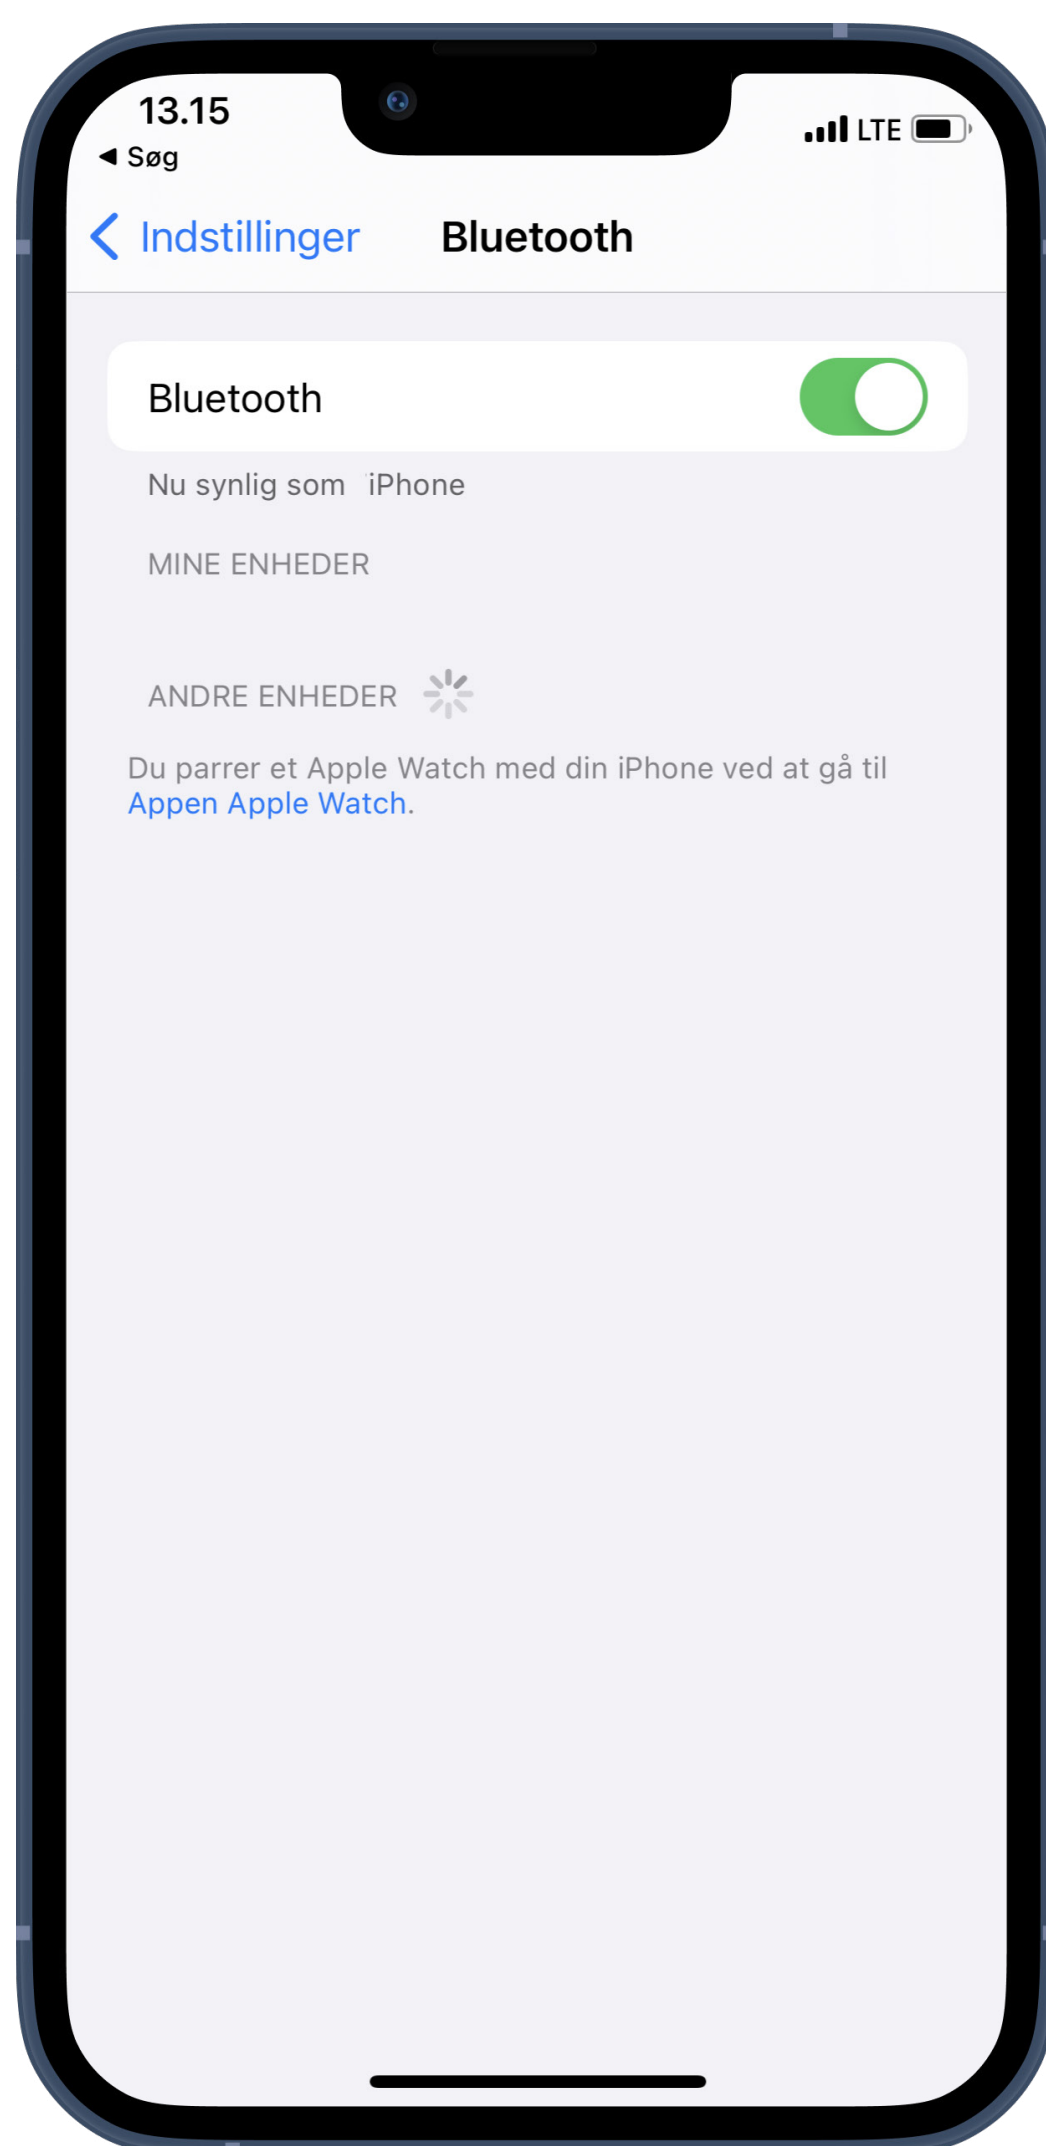 13.15
LTE
◀ Søg
Indstillinger
Bluetooth
Bluetooth
Nu synlig som iPhone
MINE ENHEDER
ANDRE ENHEDER
Du parrer et Apple Watch med din iPhone ved at gå til
Appen Apple Watch.